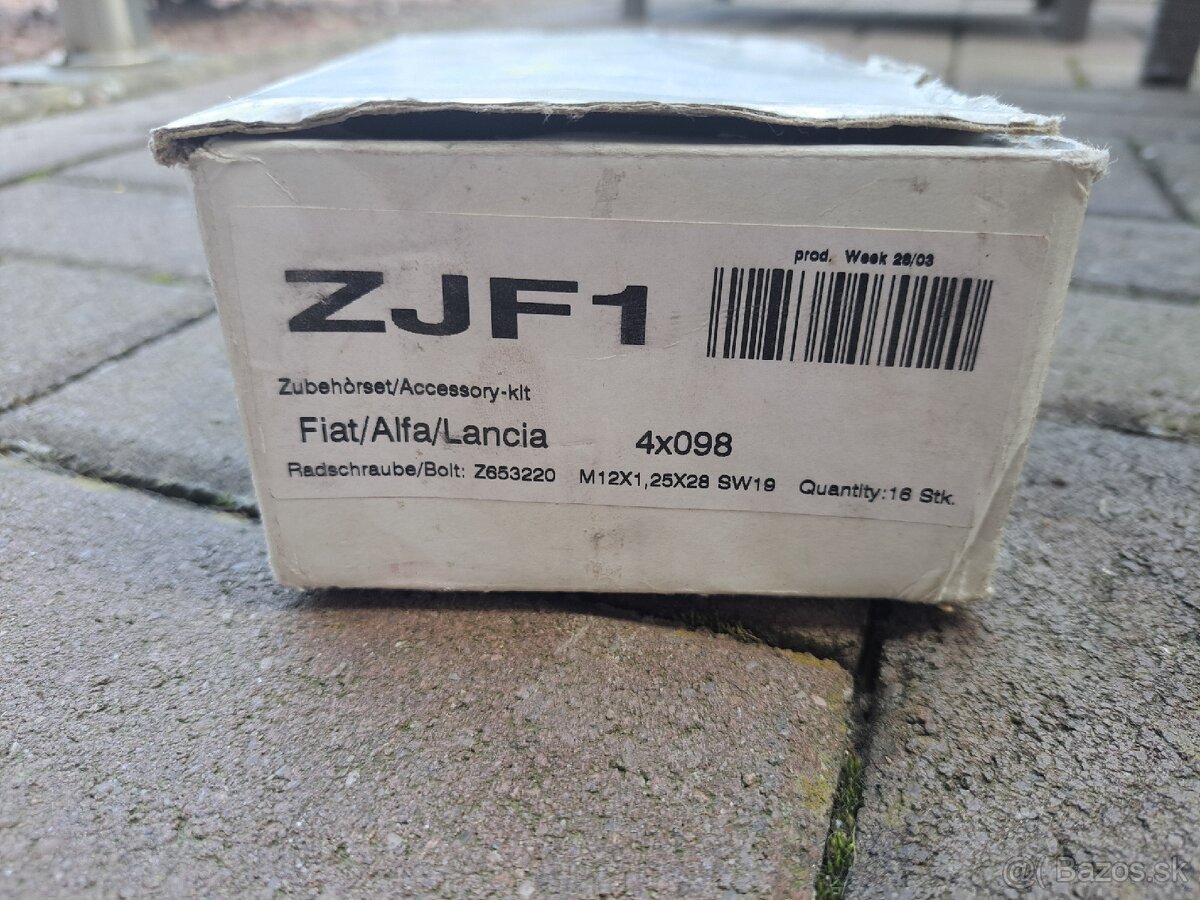 prod. Week 28/03
ZJF1
Zubehörset/Accessory-kit
Fiat/Alfa/Lancia 4x098
Radschraube/Bolt: Z653220 M12X1,25X28 SW19 Quantity:16 Stk.
Bazos.sk